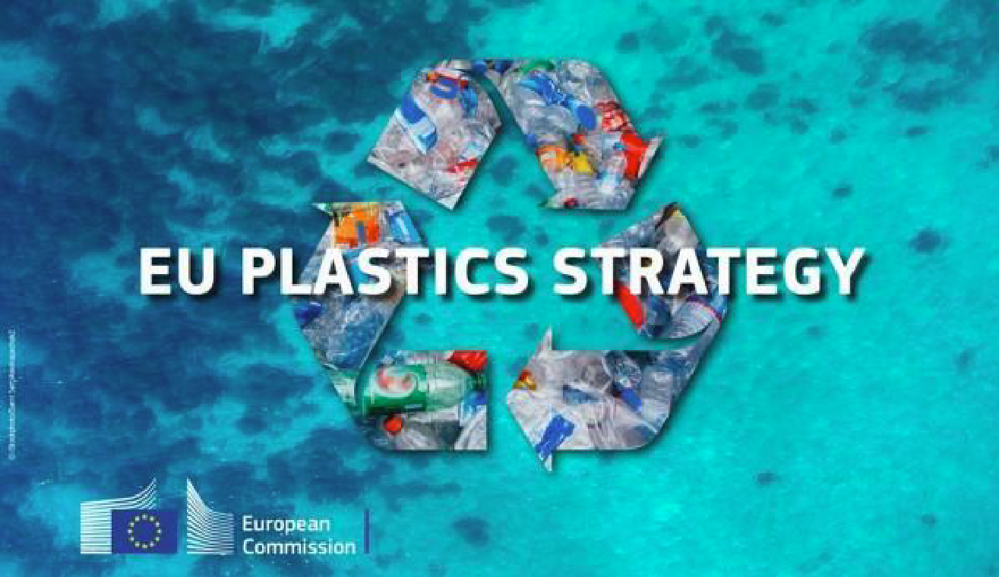 EU PLASTICS STRATEGY
European
Commission